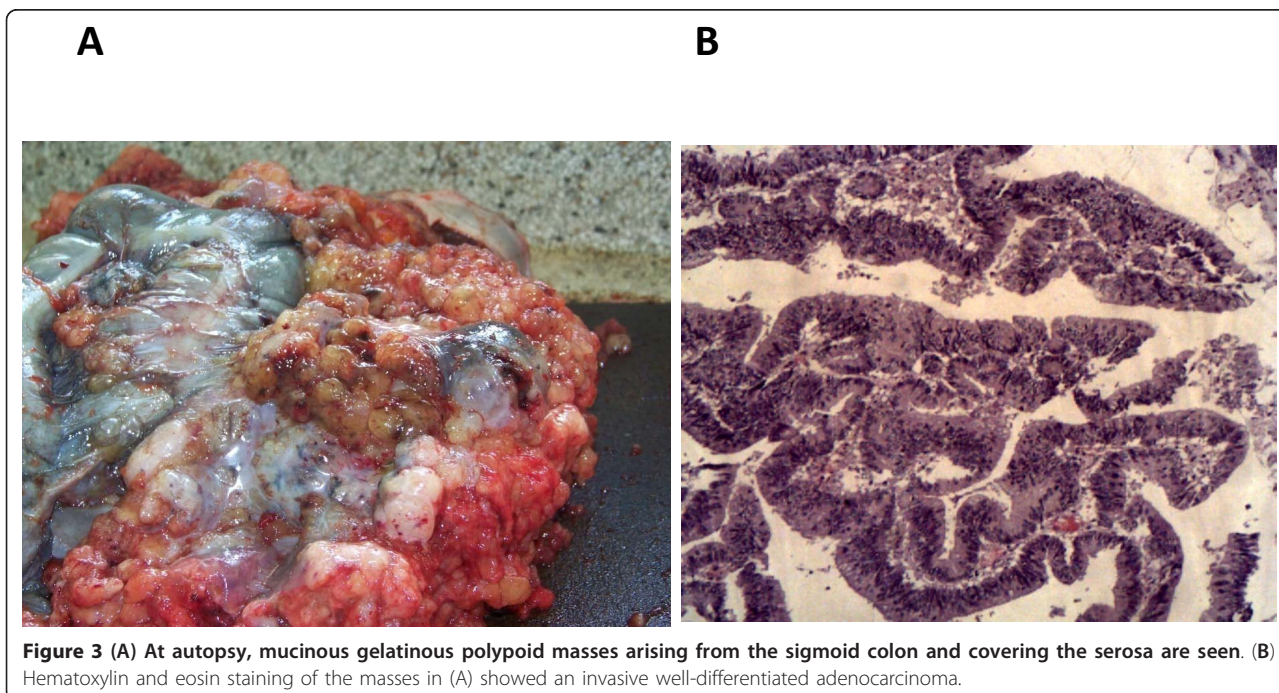 A B
Figure 3 (A) At autopsy, mucinous gelatinous polypoid masses arising from the sigmoid colon and covering the serosa are seen. (B)
Hematoxylin and eosin staining of the masses in (A) showed an invasive well-differentiated adenocarcinoma.